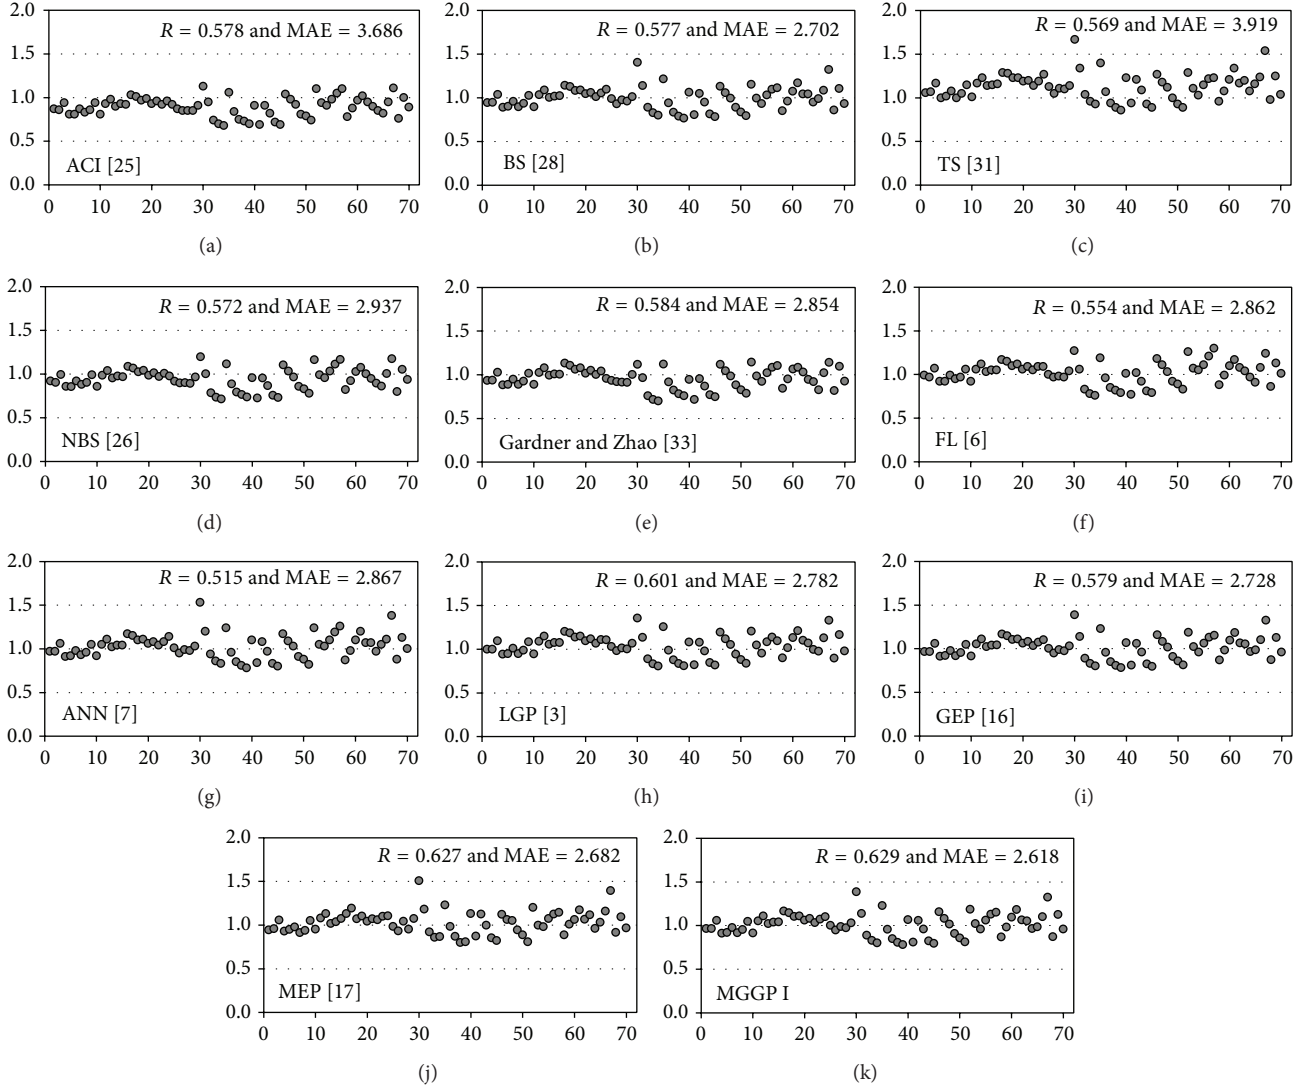 2.0
R = 0.578 and MAE = 3.686
1.5
1.0
0.5
ACI [25]
0.0
0 10 20 30 40 50 60 70
(a)
2.0
R = 0.577 and MAE = 2.702
1.5
1.0
0.5
BS [28]
0.0
0 10 20 30 40 50 60 70
(b)
2.0
R = 0.569 and MAE = 3.919
1.5
1.0
0.5
TS [31]
0.0
0 10 20 30 40 50 60 70
(c)
2.0
R = 0.572 and MAE = 2.937
1.5
1.0
0.5
NBS [26]
0.0
0 10 20 30 40 50 60 70
(d)
2.0
R = 0.584 and MAE = 2.854
1.5
1.0
0.5
Gardner and Zhao [33]
0.0
0 10 20 30 40 50 60 70
(e)
2.0
R = 0.554 and MAE = 2.862
1.5
1.0
0.5
FL [6]
0.0
0 10 20 30 40 50 60 70
(f)
2.0
R = 0.515 and MAE = 2.867
1.5
1.0
0.5
ANN [7]
0.0
0 10 20 30 40 50 60 70
(g)
2.0
R = 0.601 and MAE = 2.782
1.5
1.0
0.5
LGP [3]
0.0
0 10 20 30 40 50 60 70
(h)
2.0
R = 0.579 and MAE = 2.728
1.5
1.0
0.5
GEP [16]
0.0
0 10 20 30 40 50 60 70
(i)
2.0
R = 0.627 and MAE = 2.682
1.5
1.0
0.5
MEP [17]
0.0
0 10 20 30 40 50 60 70
(j)
2.0
R = 0.629 and MAE = 2.618
1.5
1.0
0.5
MGGP I
0.0
0 10 20 30 40 50 60 70
(k)